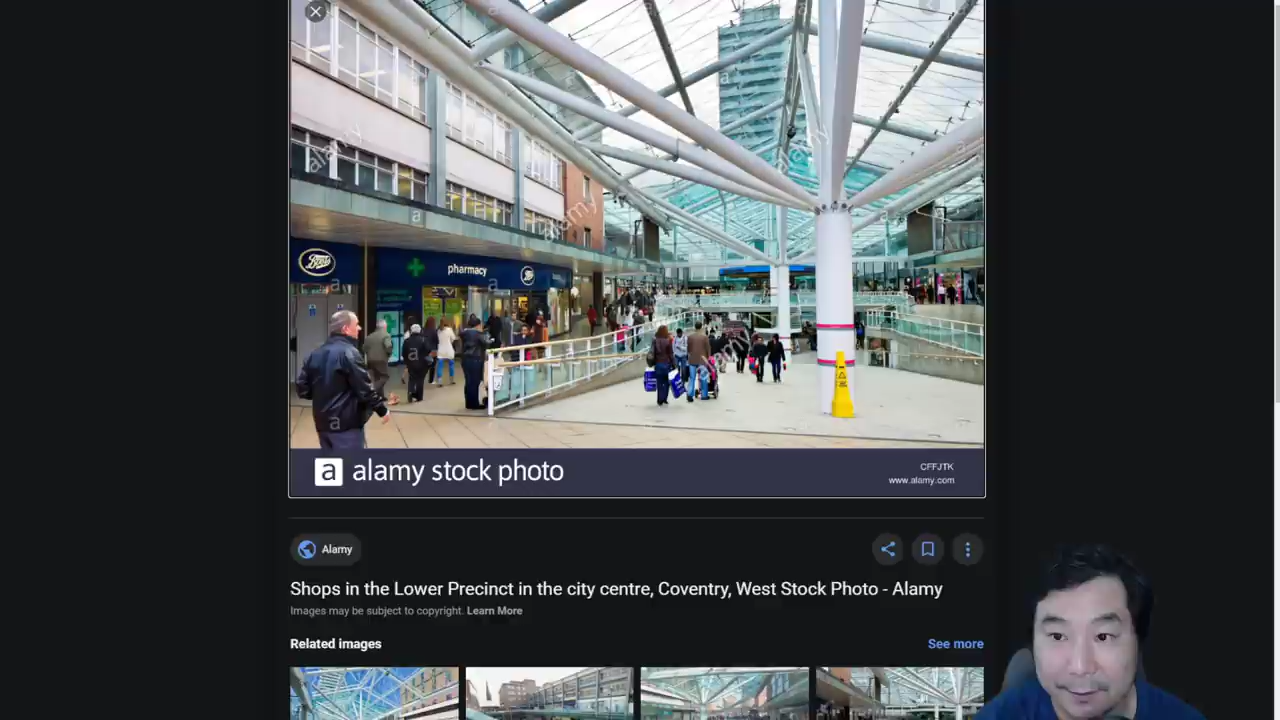 Boots
pharmacy
a alamy stock photo
CFFJTK
www.alamy.com
Alamy
Shops in the Lower Precinct in the city centre, Coventry, West Stock Photo - Alamy
Images may be subject to copyright. Learn More
Related images
See more